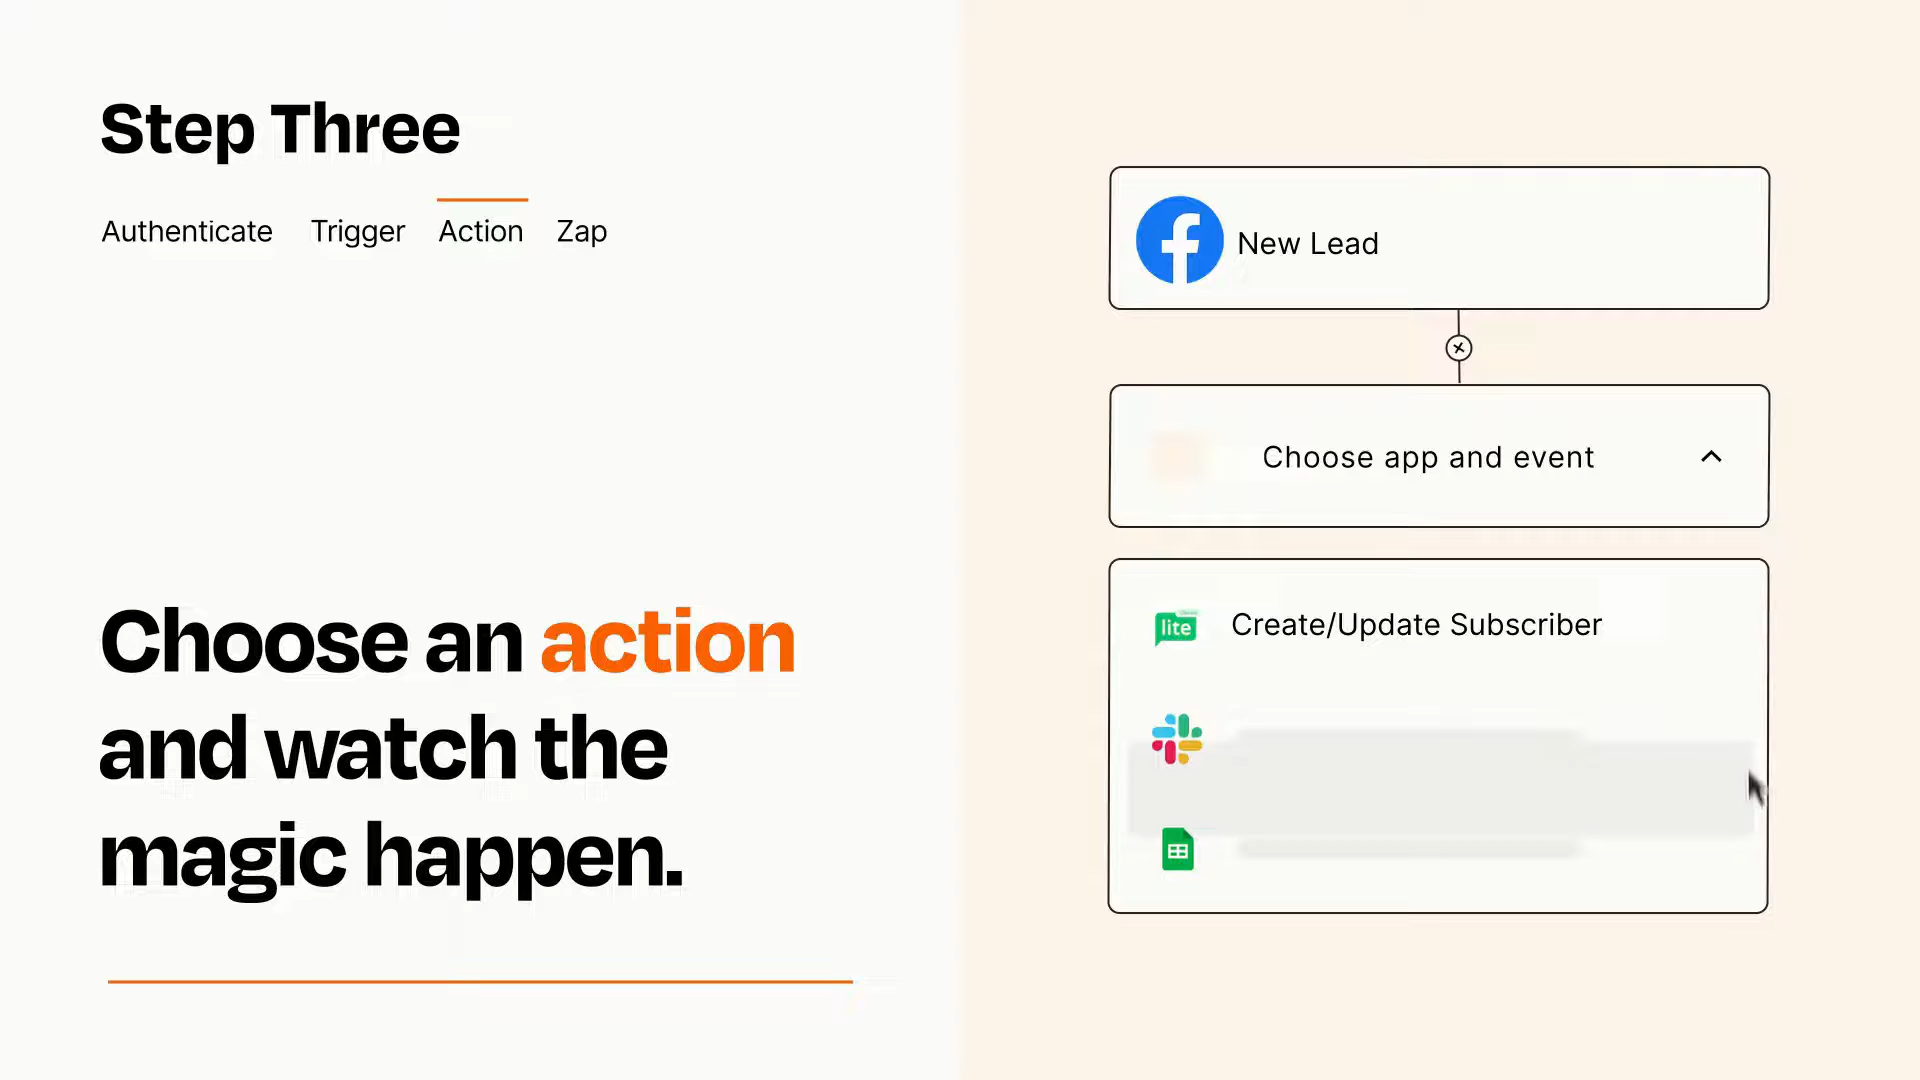 Step Three
Authenticate Trigger Action Zap
Choose an action
and watch the
magic happen.
New Lead
Choose app and event
lite
Create/Update Subscriber